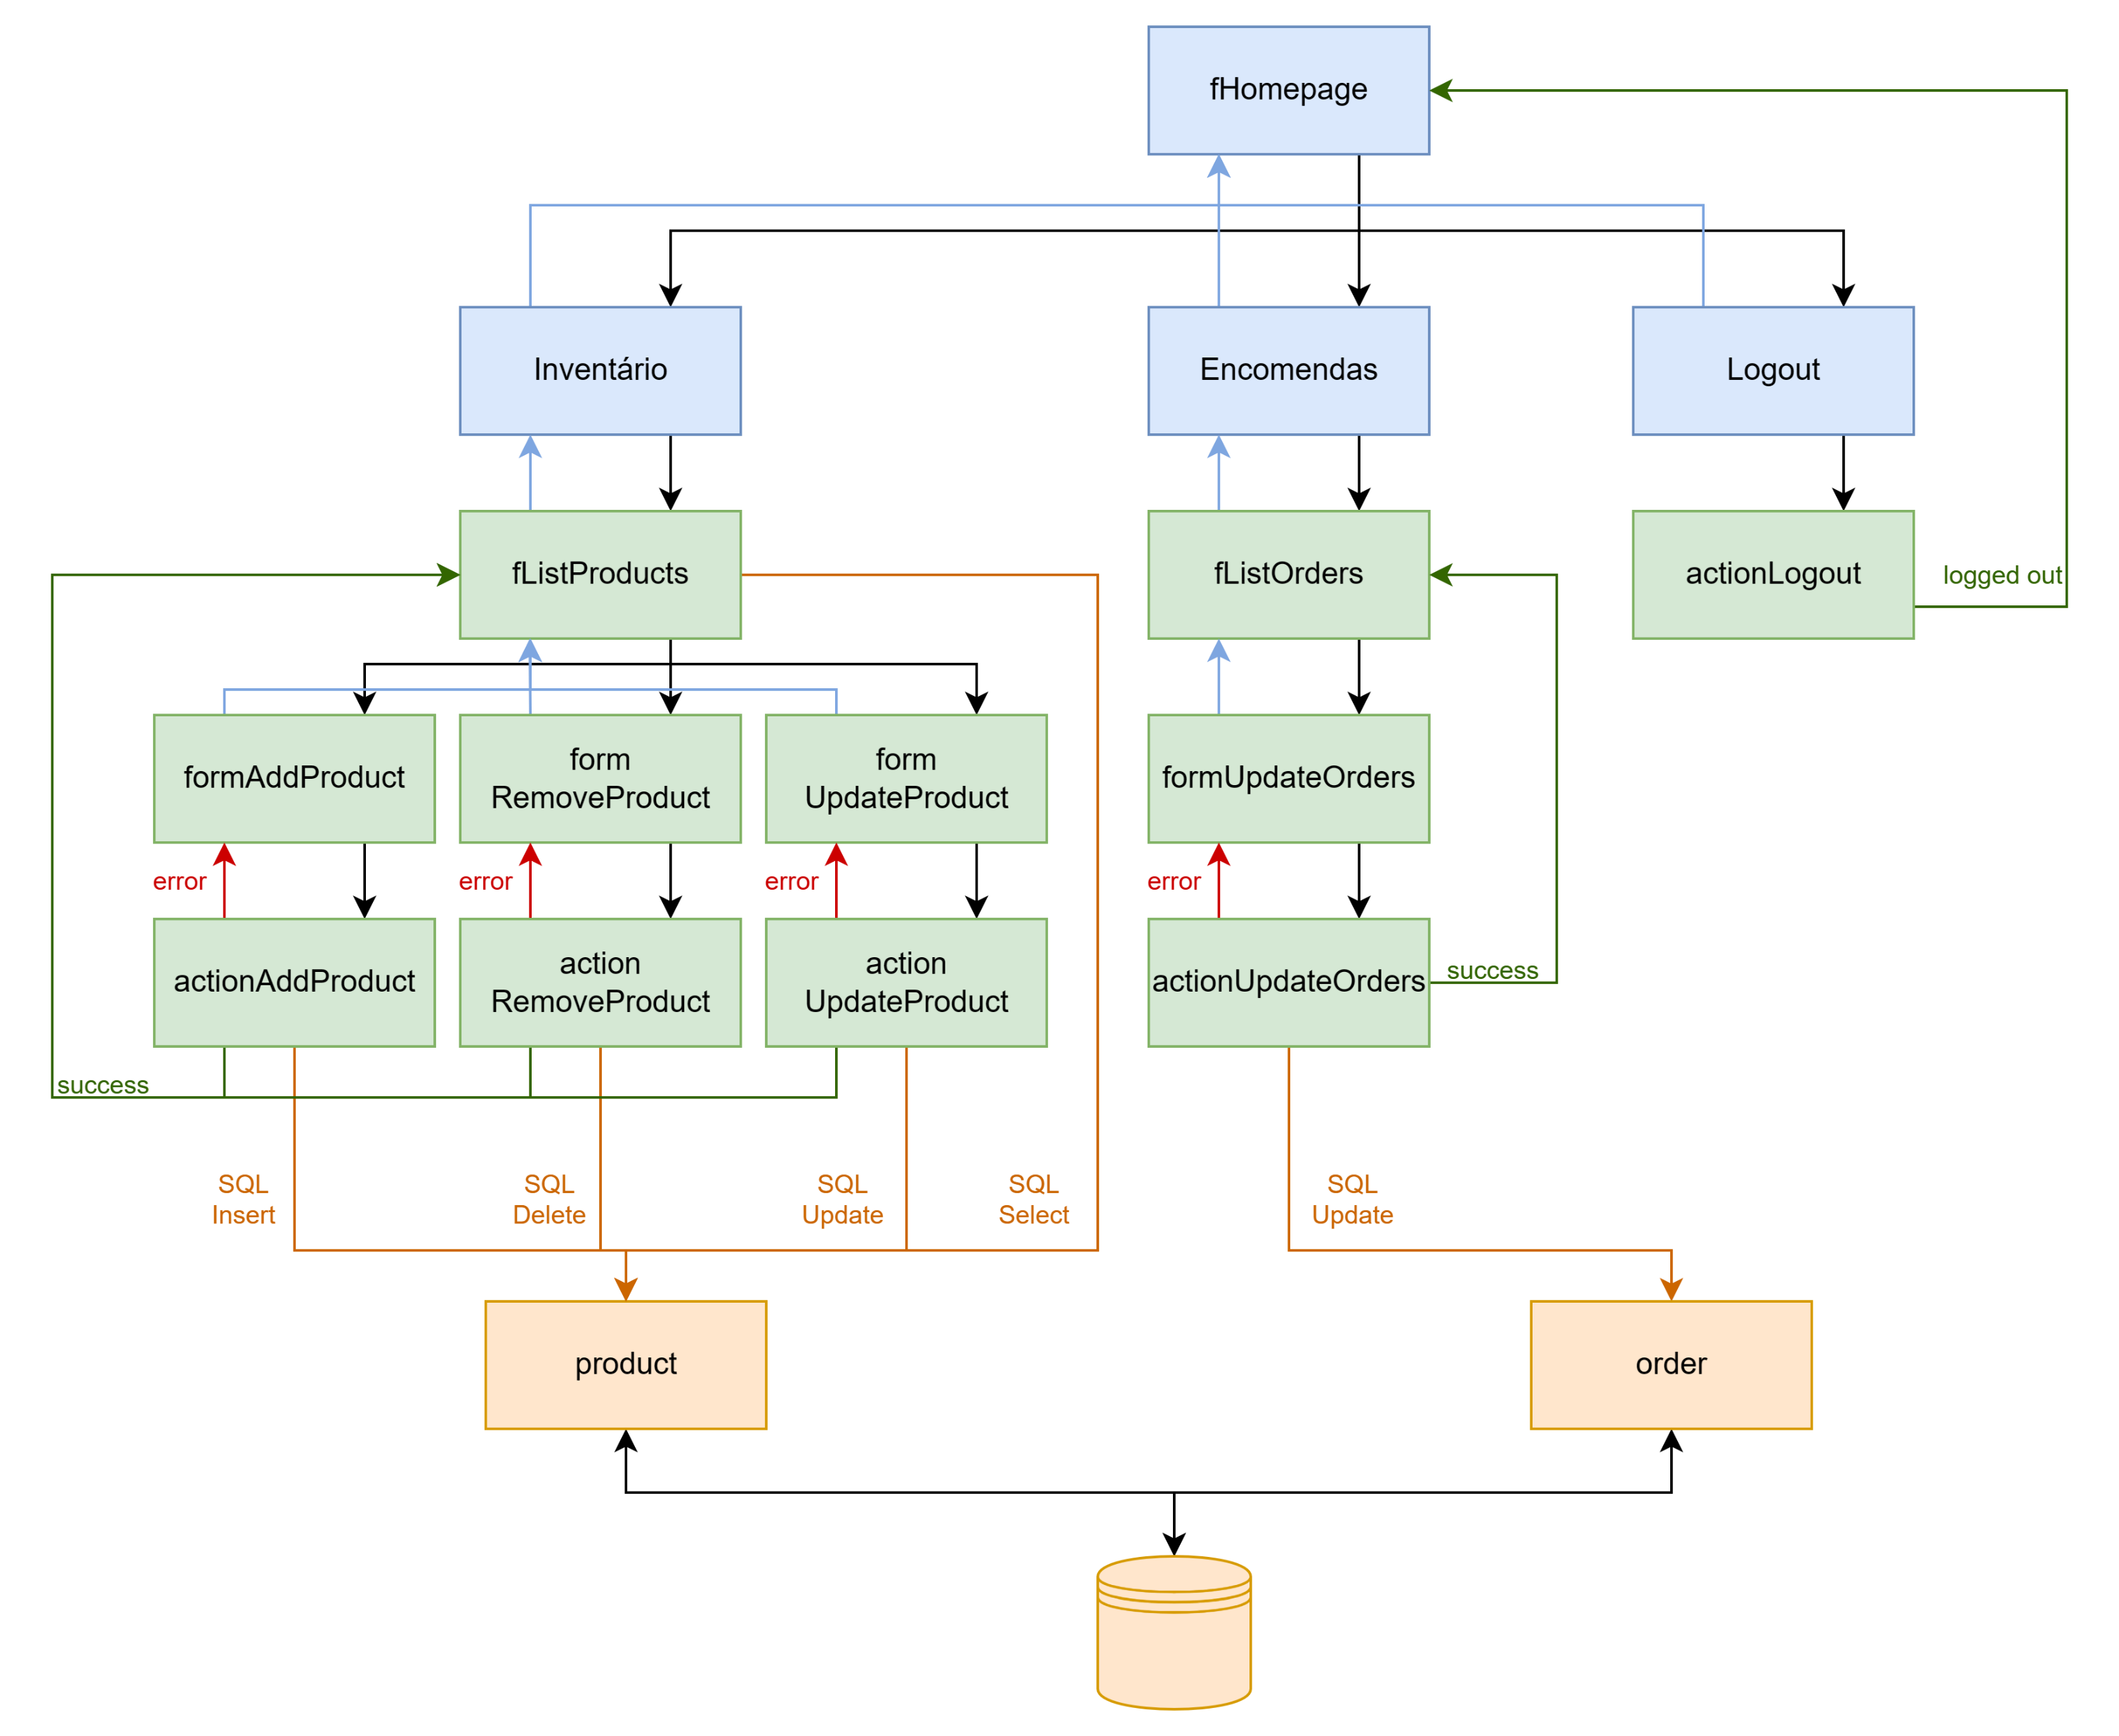 fHomepage
Inventário
Encomendas
Logout
fListProducts
fListOrders
actionLogout
logged out
formAddProduct
form
RemoveProduct
form
UpdateProduct
formUpdateOrders
error
error
error
error
actionAddProduct
action
RemoveProduct
action
UpdateProduct
actionUpdateOrders
success
success
SQL
Insert
SQL
Delete
SQL
Update
SQL
Select
SQL
Update
product
order